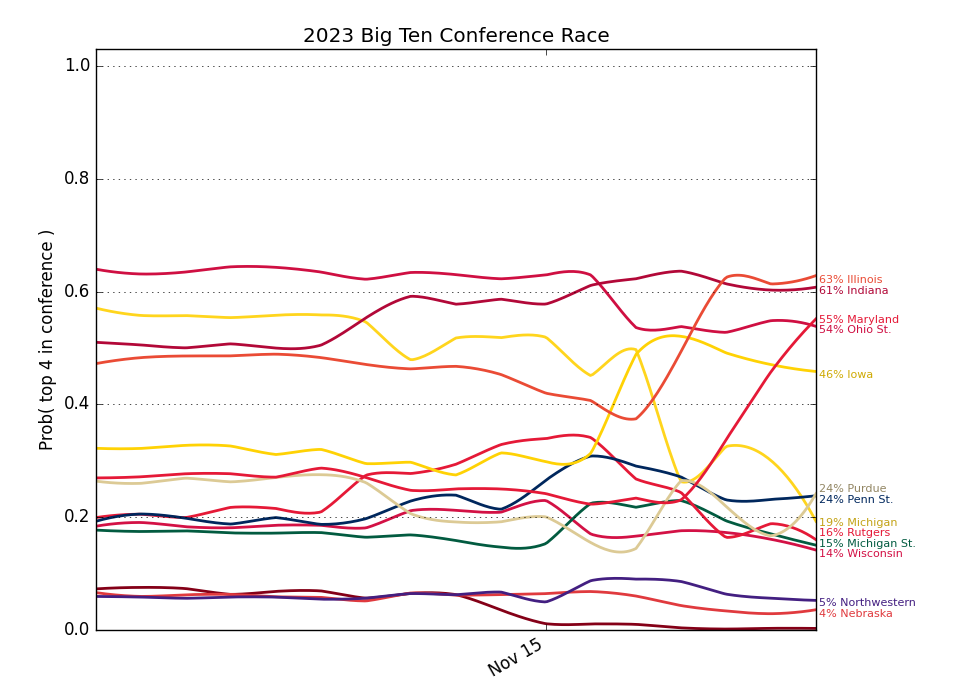 2023 Big Ten Conference Race
Prob( top 4 in conference )
1.0
0.8
0.6
0.4
0.2
0.0
Nov 15
63% Illinois
61% Indiana
55% Maryland
54% Ohio St.
46% Iowa
24% Purdue
24% Penn St.
19% Michigan
16% Rutgers
15% Michigan St.
14% Wisconsin
5% Northwestern
4% Nebraska